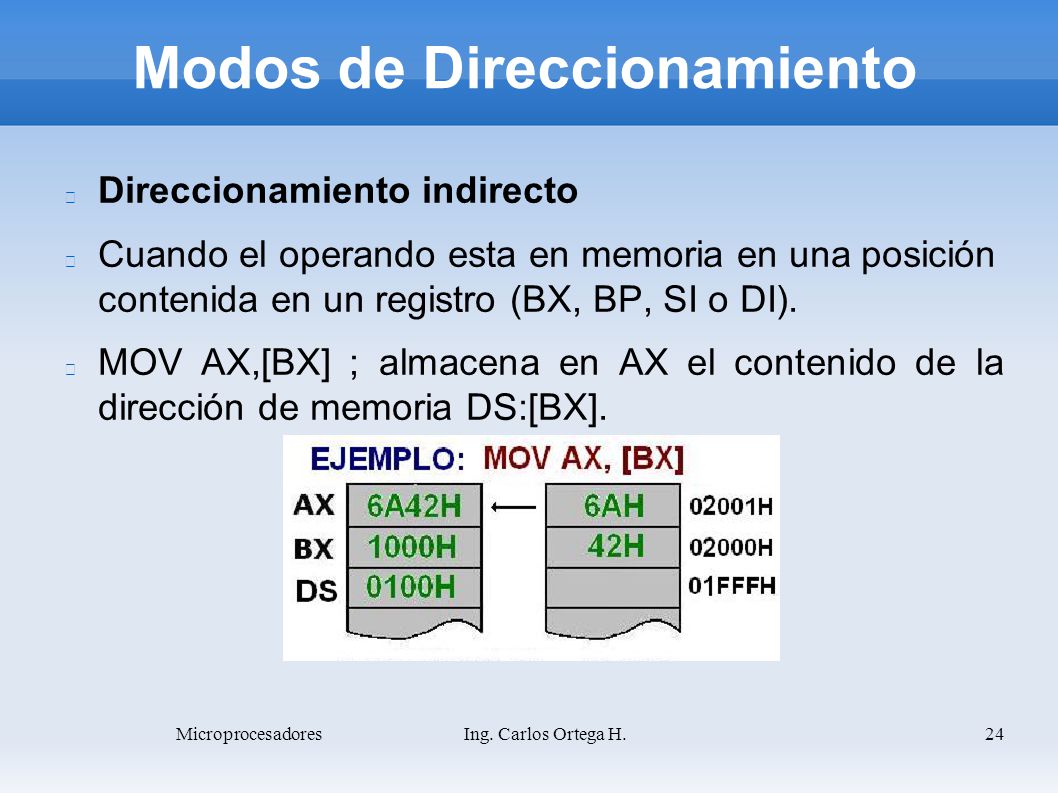 Modos de Direccionamiento
Direccionamiento indirecto
Cuando el operando esta en memoria en una posición
contenida en un registro (BX, BP, SI o DI).
MOV AX,[BX] ; almacena en AX el contenido de la
dirección de memoria DS:[BX].
EJEMPLO: MOV AX, [BX]
AX 6A42H 6AH 02001H
BX 1000H 42H 02000H
DS 0100H 01FFFH
Microprocesadores Ing. Carlos Ortega H. 24